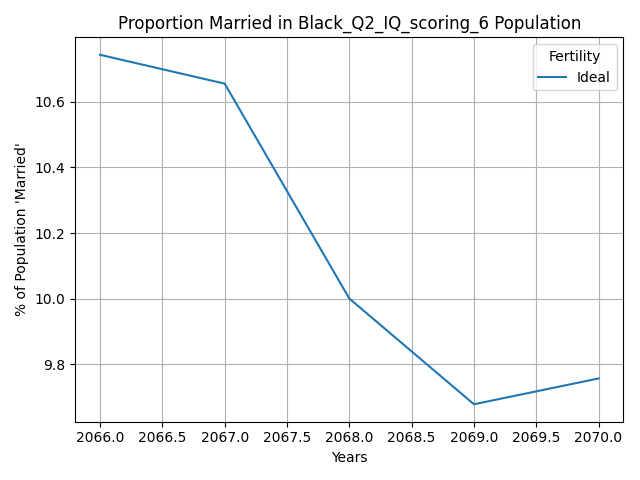 Proportion Married in Black_Q2_IQ_scoring_6 Population
Fertility
Ideal
% of Population 'Married'
10.6
10.4
10.2
10.0
9.8
2066.0 2066.5 2067.0 2067.5 2068.0 2068.5 2069.0 2069.5 2070.0
Years